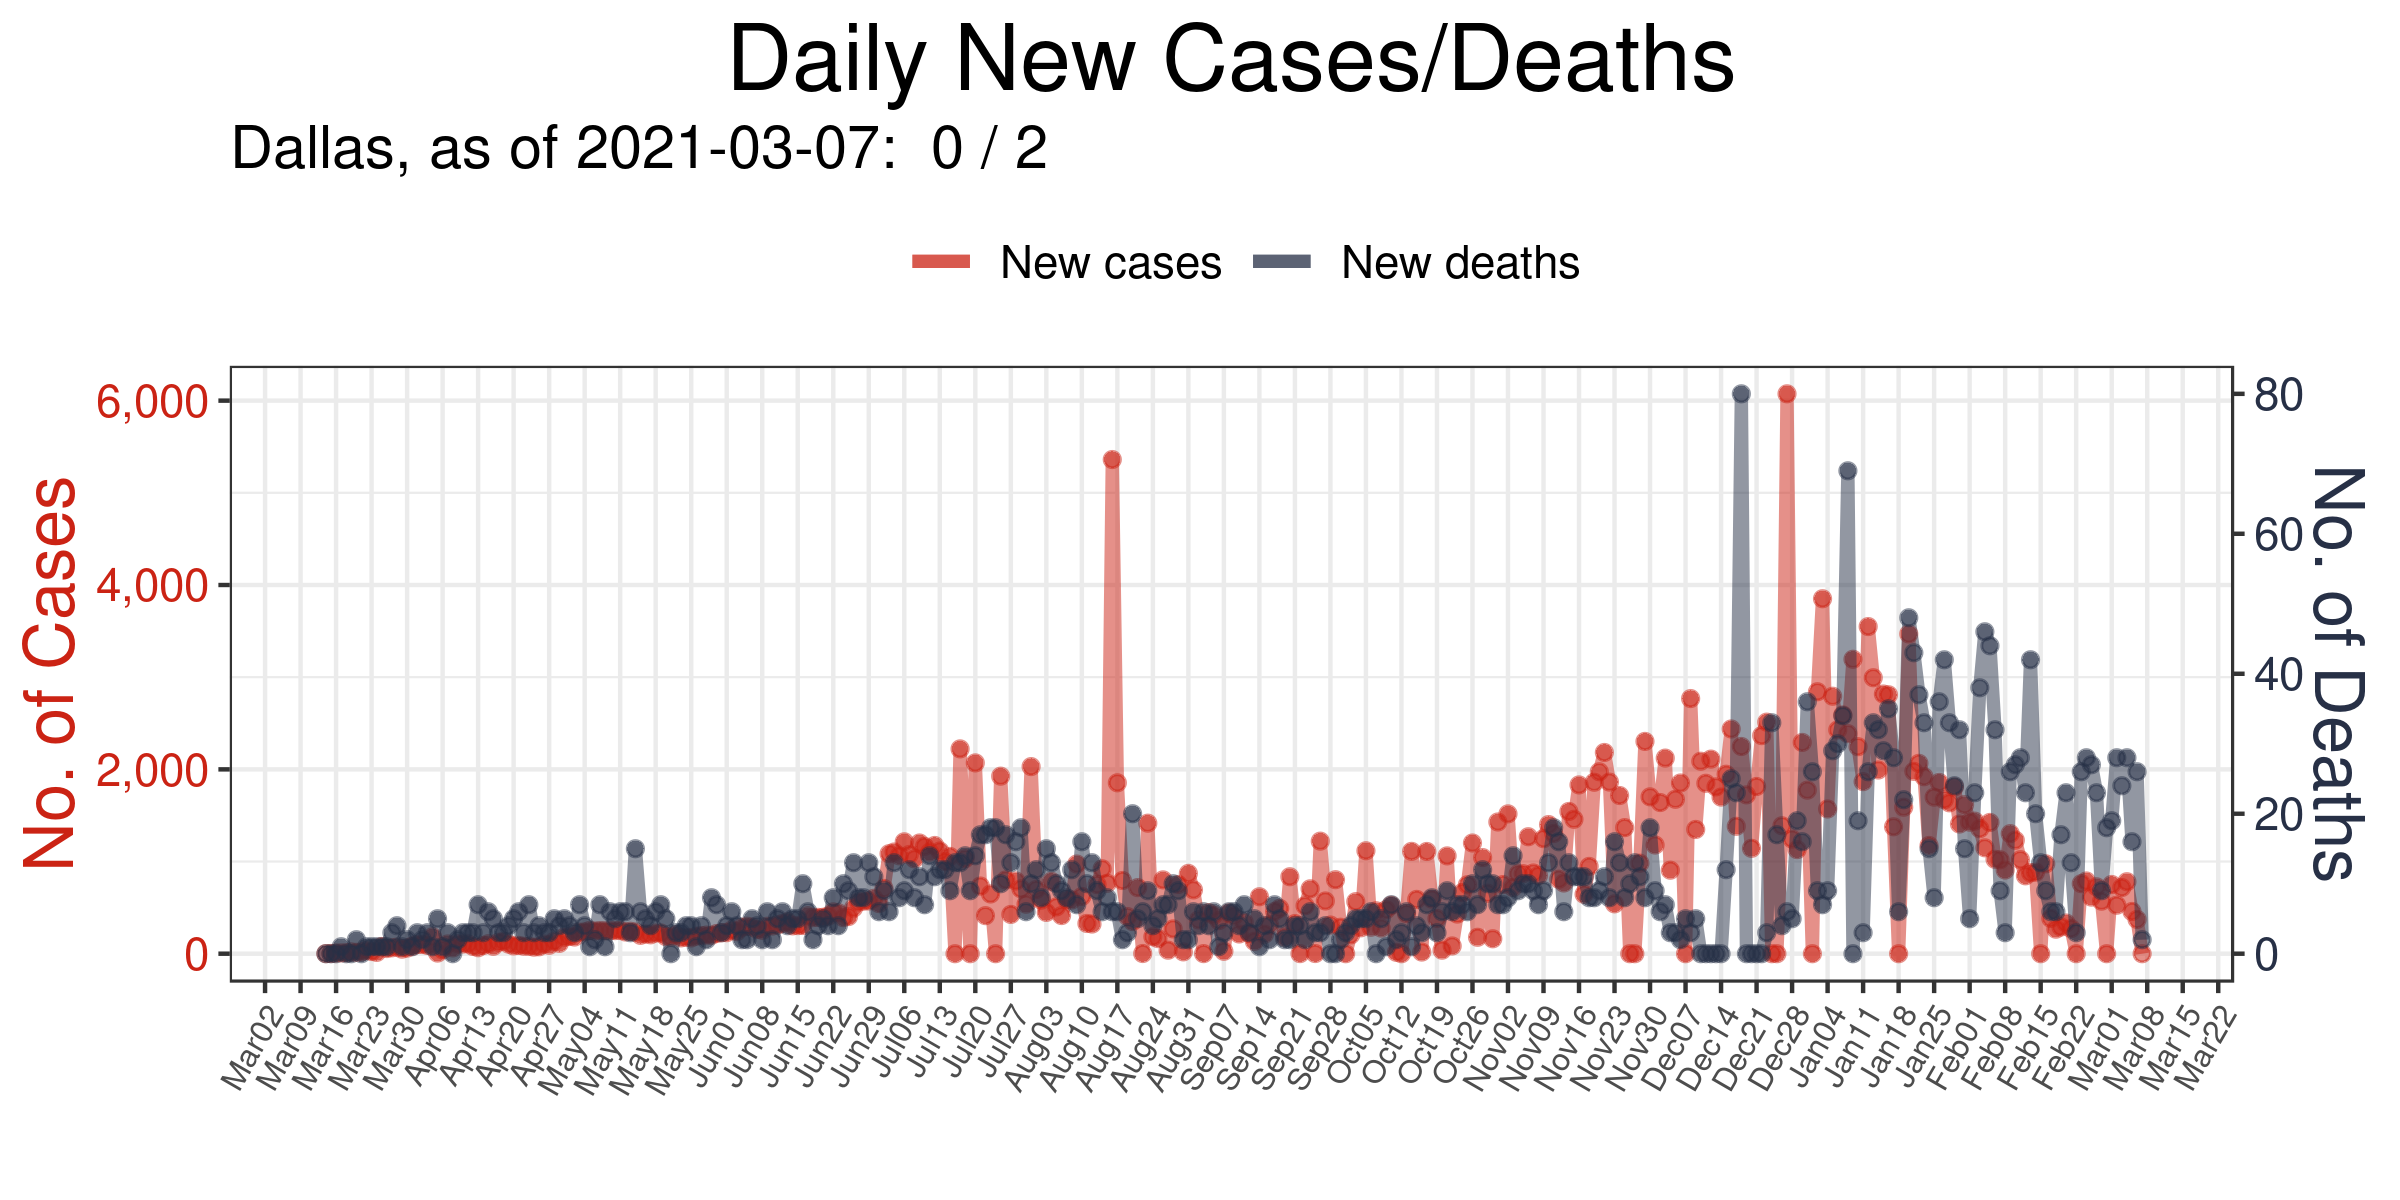 Daily New Cases/Deaths
Dallas, as of 2021-03-07:  0 / 2
New cases
New deaths
No. of Cases
6,000
4,000
2,000
0
80
60
40
20
0
No. of Deaths
Mar02
Mar09
Mar16
Mar23
Mar30
Apr06
Apr13
Apr20
Apr27
May04
May11
May18
May25
Jun01
Jun08
Jun15
Jun22
Jun29
Jul06
Jul13
Jul20
Jul27
Aug03
Aug10
Aug17
Aug24
Aug31
Sep07
Sep14
Sep21
Sep28
Oct05
Oct12
Oct19
Oct26
Nov02
Nov09
Nov16
Nov23
Nov30
Dec07
Dec14
Dec21
Dec28
Jan04
Jan11
Jan18
Jan25
Feb01
Feb08
Feb15
Feb22
Mar01
Mar08
Mar15
Mar22